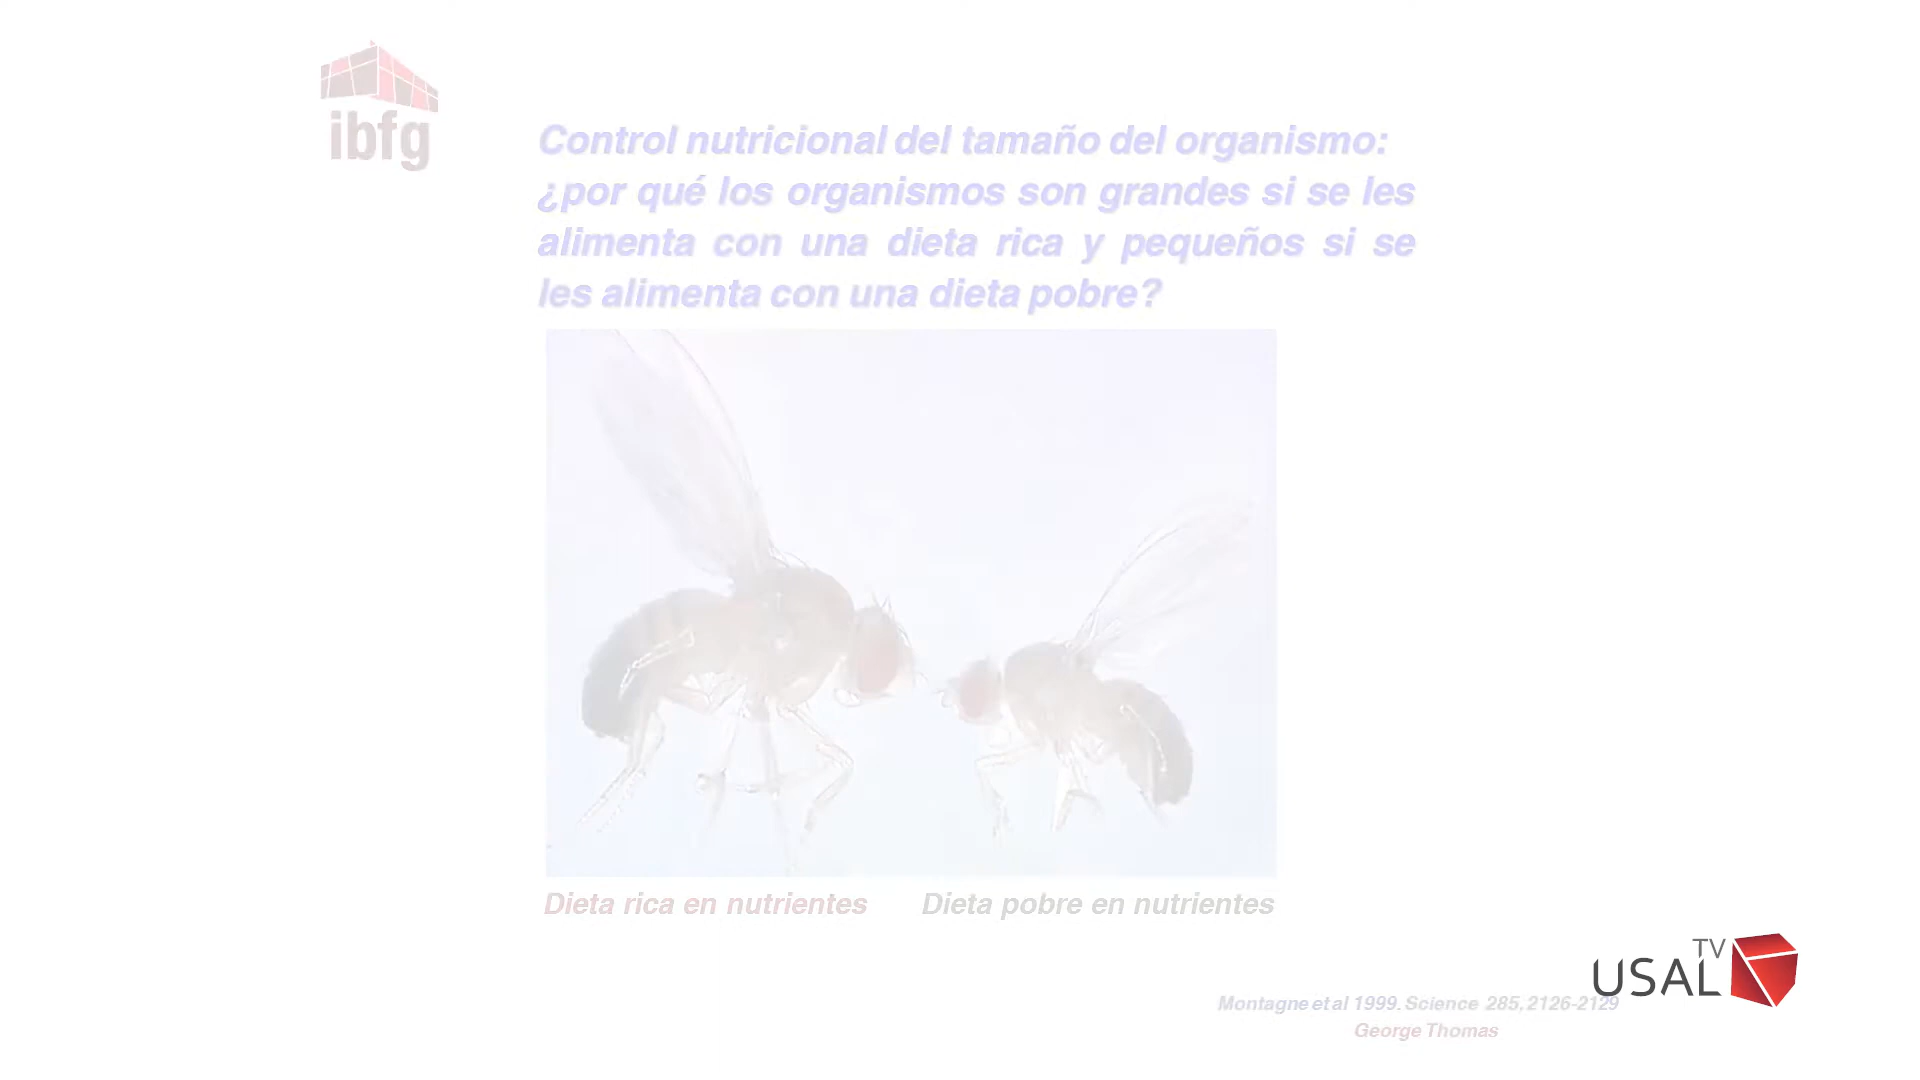 ibfg
Control nutricional del tamaño del organismo:
¿por qué los organismos son grandes si se les
alimenta con una dieta rica y pequeños si se
les alimenta con una dieta pobre?
Dieta rica en nutrientes
Dieta pobre en nutrientes
TV
USAL
Montagne et al 1999. Science 285, 2126-2129
George Thomas